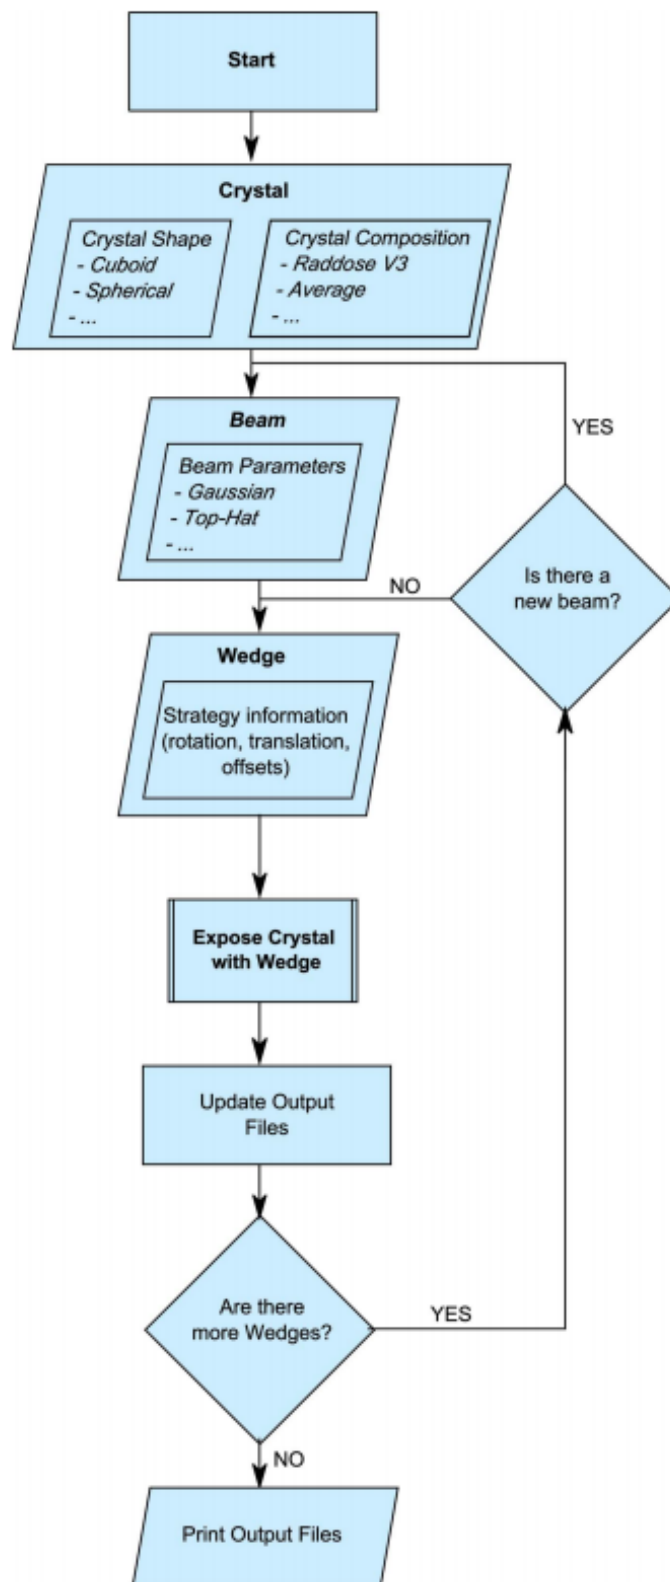 Start
Crystal
Crystal Shape
- Cuboid
- Spherical
- ...
Crystal Composition
- Raddose V3
- Average
- ...
Beam
Beam Parameters
- Gaussian
- Top-Hat
- ...
YES
Is there a
new beam?
NO
Wedge
Strategy information
(rotation, translation,
offsets)
Expose Crystal
with Wedge
Update Output
Files
Are there
more Wedges?
YES
NO
Print Output Files